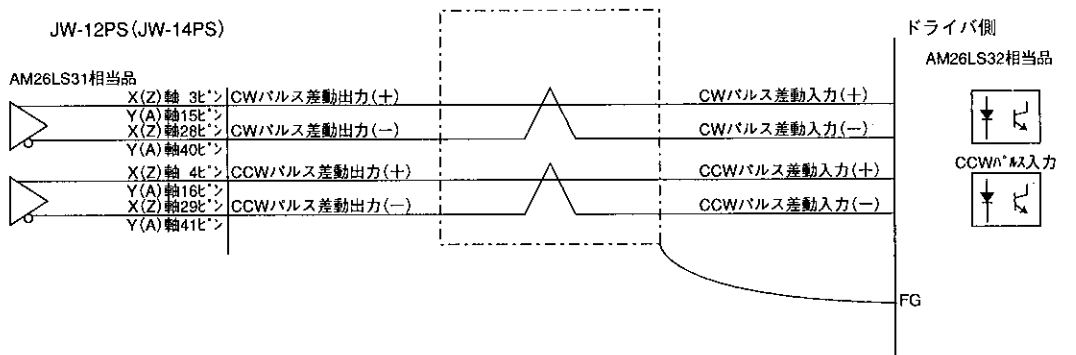 JW-12PS(JW-14PS)
ドライバ側
AM26LS31相当品
AM26LS32相当品
X(Z)軸 3ピン CWパルス差動出力(+)
CWパルス差動入力(+)
Y(A)軸15ピン
X(Z)軸28ピン CWパルス差動出力(−)
CWパルス差動入力(−)
Y(A)軸40ピン
CCWパルス入力
X(Z)軸 4ピン CCWパルス差動出力(+)
CCWパルス差動入力(+)
Y(A)軸16ピン
X(Z)軸29ピン CCWパルス差動出力(−)
CCWパルス差動入力(−)
Y(A)軸41ピン
FG